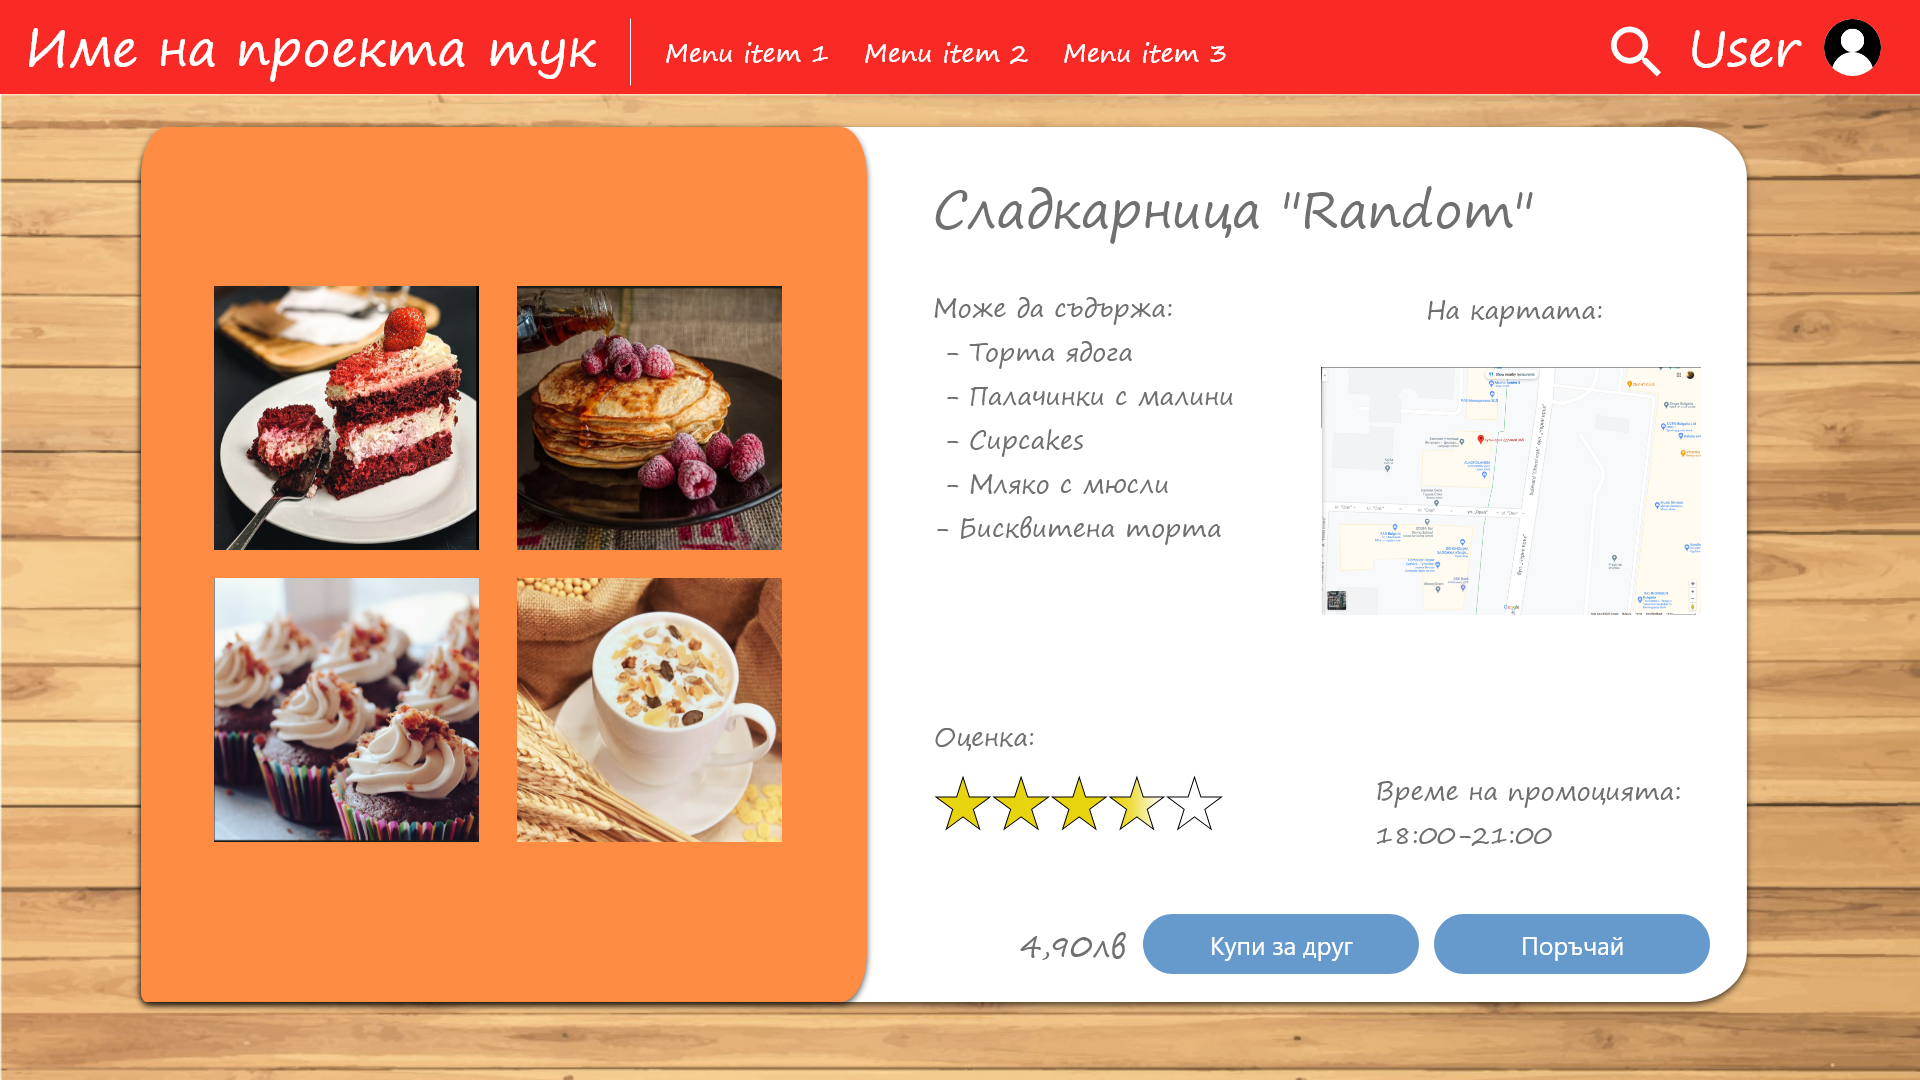 Име на проекта тук
Menu item 1 Menu item 2 Menu item 3
User
Сладкарница "Random"
Може да съдържа:
- Торта ядога
- Палачинки с малини
- Cupcakes
- Мляко с мюсли
- Бисквитена торта
На картата:
Оценка:
Време на промоцията:
18:00-21:00
4,90лв
Купи за друг
Поръчай